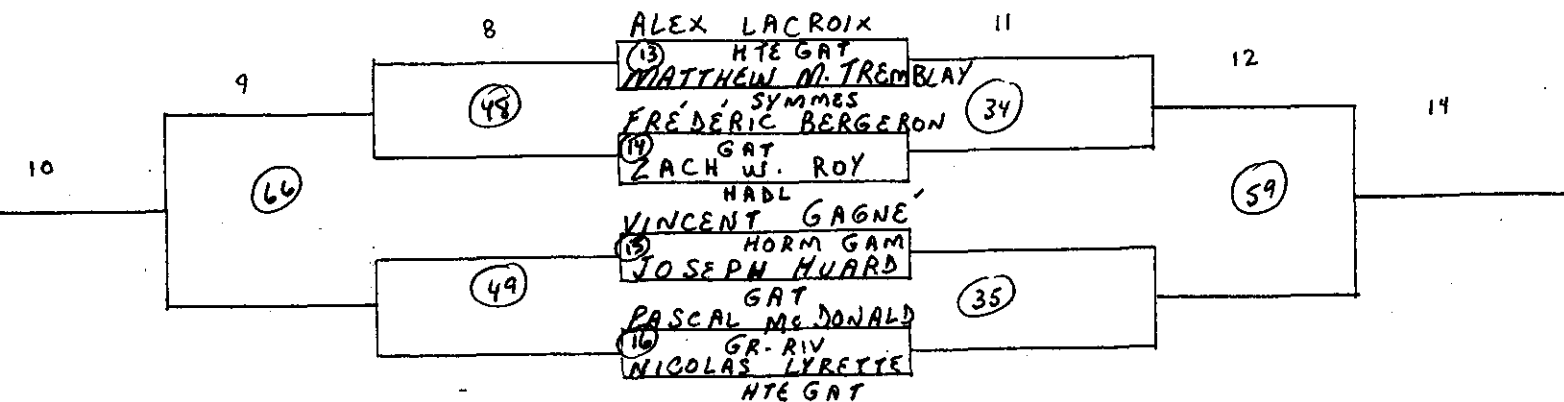 8
ALEX LACROIX
11
13 HTE GAT
MATTHEW M. TREMBLAY
12
9
48
SYMMES
34
14
FRÉDÉRIC BERGERON
14 GAT
ZACH W. ROY
10
66
HADL
59
VINCENT GAGNÉ
15 HORM GAM
JOSEPH HUARD
49
GAT
35
PASCAL McDONALD
16 GR-RIV
NICOLAS LYRETTE
HTE GAT